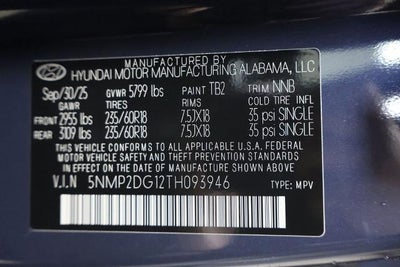 MANUFACTURED BY
HYUNDAI MOTOR MANUFACTURING ALABAMA, LLC
Sep/30/25 GVWR 5799 lbs PAINT TB2 TRIM NNB
GAWR TIRES RIMS COLD TIRE INFL
FRONT 2955 lbs 235/60R18 7.5JX18 35 psi SINGLE
REAR 3109 lbs 235/60R18 7.5JX18 35 psi SINGLE
THIS VEHICLE CONFORMS TO ALL APPLICABLE U.S.A. FEDERAL
MOTOR VEHICLE SAFETY AND THEFT PREVENTION STANDARDS
IN EFFECT ON THE DATE OF MANUFACTURE SHOWN ABOVE
V.I.N 5NMP2DG12TH093946 TYPE: MPV